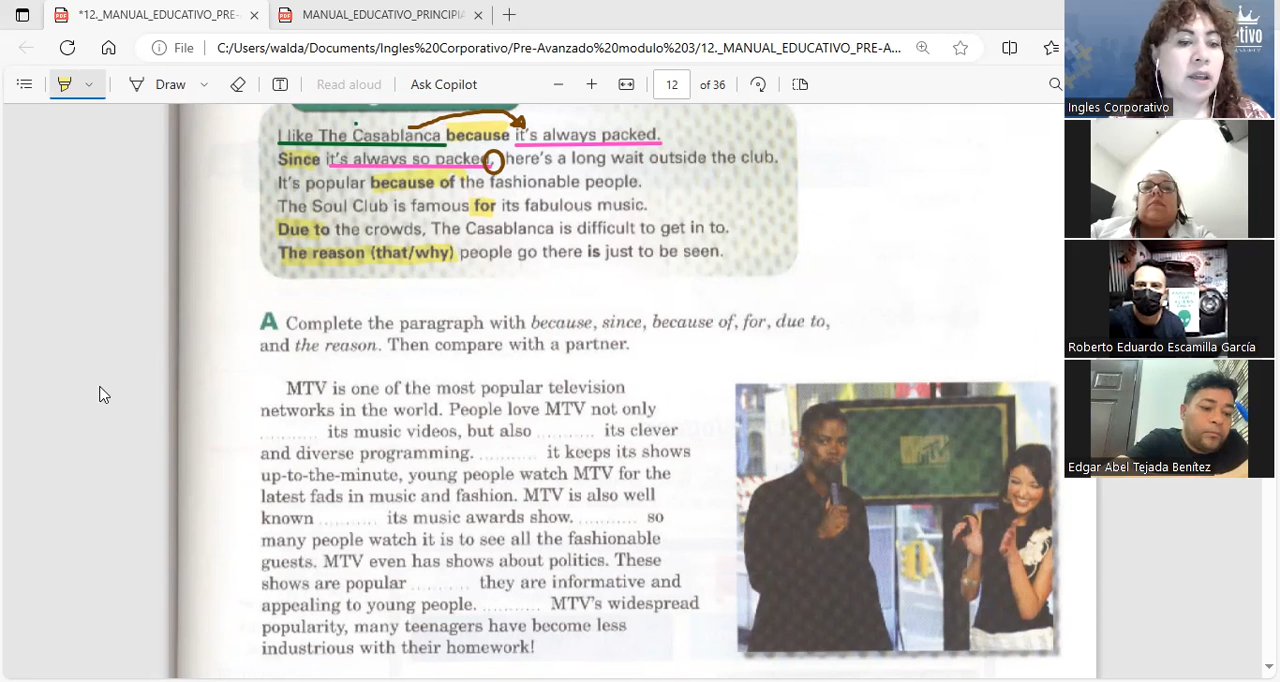 *12._MANUAL_EDUCATIVO_PRE-
MANUAL_EDUCATIVO_PRINCIPIA
File
C:/Users/walda/Documents/Ingles%20Corporativo/Pre-Avanzado%20modulo%203/12._MANUAL_EDUCATIVO_PRE-A...
Draw
Read aloud
Ask Copilot
12
of 36
I like The Casablanca because it's always packed.
Since it's always so packed, there's a long wait outside the club.
It's popular because of the fashionable people.
The Soul Club is famous for its fabulous music.
Due to the crowds, The Casablanca is difficult to get in to.
The reason (that/why) people go there is just to be seen.
A Complete the paragraph with because, since, because of, for, due to,
and the reason. Then compare with a partner.
MTV is one of the most popular television
networks in the world. People love MTV not only
.......... its music videos, but also .......... its clever
and diverse programming. .......... it keeps its shows
up-to-the-minute, young people watch MTV for the
latest fads in music and fashion. MTV is also well
known .......... its music awards show. .......... so
many people watch it is to see all the fashionable
guests. MTV even has shows about politics. These
shows are popular .......... they are informative and
appealing to young people. .......... MTV's widespread
popularity, many teenagers have become less
industrious with their homework!
MTV
tivo
Ingles Corporativo
Roberto Eduardo Escamilla García
Edgar Abel Tejada Benítez